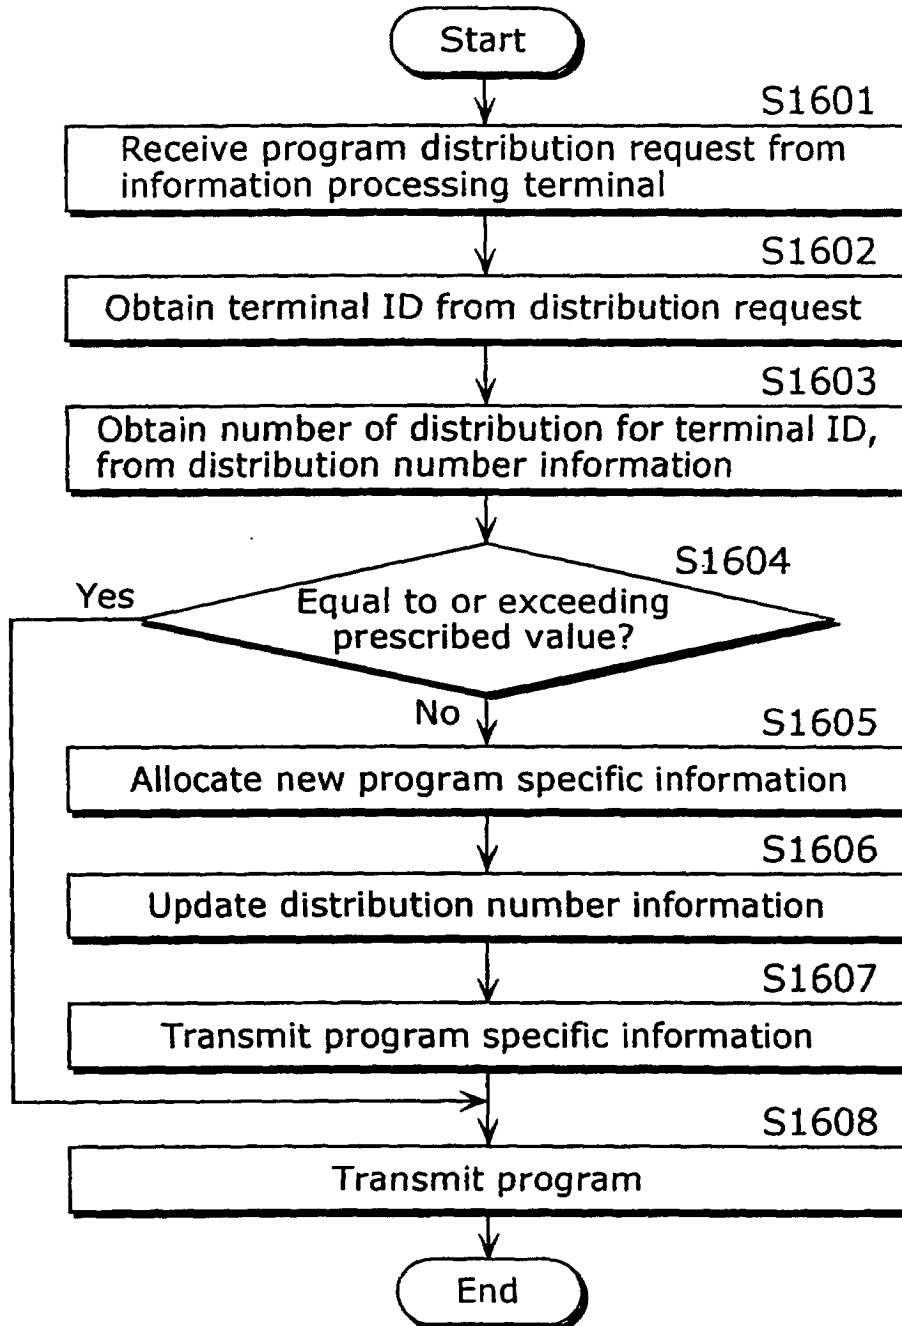 Start
S1601
Receive program distribution request from
information processing terminal
S1602
Obtain terminal ID from distribution request
S1603
Obtain number of distribution for terminal ID,
from distribution number information
S1604
Yes
Equal to or exceeding
prescribed value?
No
S1605
Allocate new program specific information
S1606
Update distribution number information
S1607
Transmit program specific information
S1608
Transmit program
End